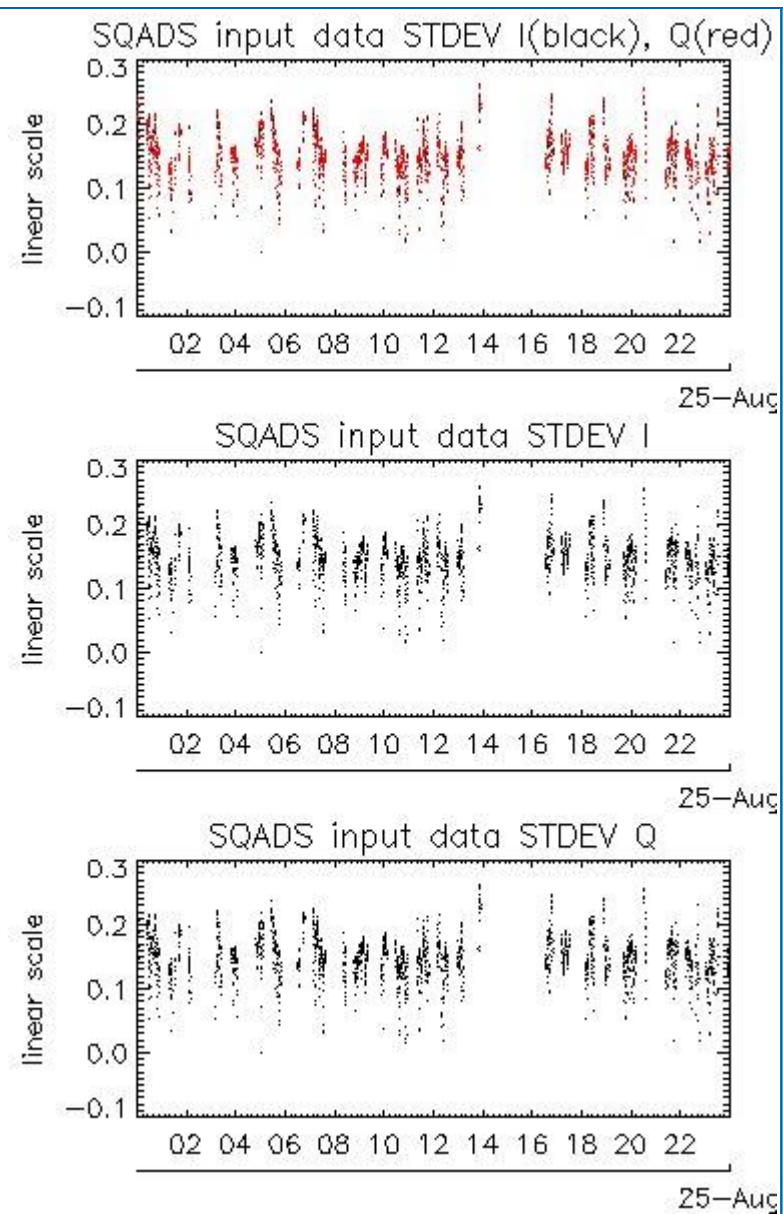 SQADS input data STDEV I(black), Q(red)
0.3
0.2
0.1
0.0
−0.1
linear scale
02 04 06 08 10 12 14 16 18 20 22
25−Aug
SQADS input data STDEV I
0.3
0.2
0.1
0.0
−0.1
linear scale
02 04 06 08 10 12 14 16 18 20 22
25−Aug
SQADS input data STDEV Q
0.3
0.2
0.1
0.0
−0.1
linear scale
02 04 06 08 10 12 14 16 18 20 22
25−Aug